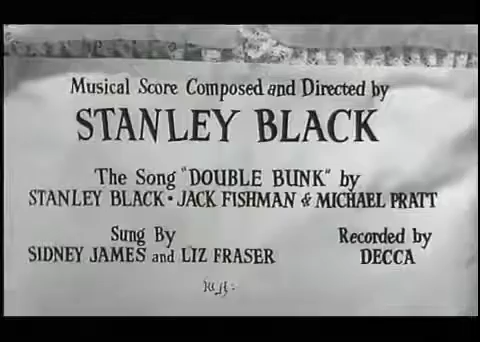 Musical Score Composed and Directed by
STANLEY BLACK
The Song "DOUBLE BUNK" by
STANLEY BLACK · JACK FISHMAN & MICHAEL PRATT
Sung By
SIDNEY JAMES and LIZ FRASER
Recorded by
DECCA